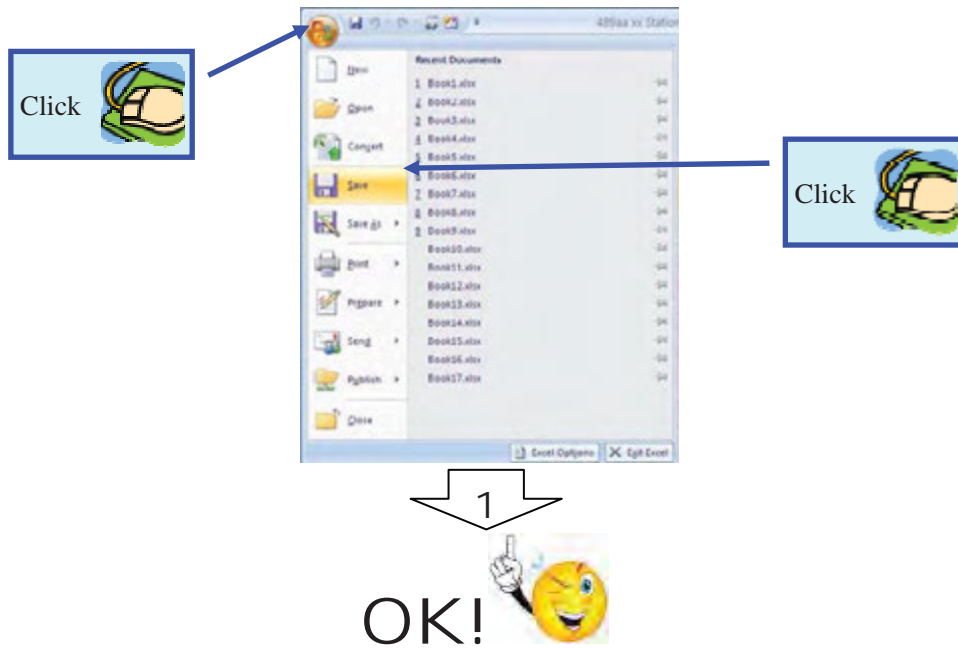 489aa xx Station
Click
New
Open
Convert
Save
Save As
Print
Prepare
Send
Publish
Close
Recent Documents
1 Book1.xlsx
2 Book2.xlsx
3 Book3.xlsx
4 Book4.xlsx
5 Book5.xlsx
6 Book6.xlsx
7 Book7.xlsx
8 Book8.xlsx
9 Book9.xlsx
Book10.xlsx
Book11.xlsx
Book12.xlsx
Book13.xlsx
Book14.xlsx
Book15.xlsx
Book16.xlsx
Book17.xlsx
Click
Excel Options
Exit Excel
1
OK!